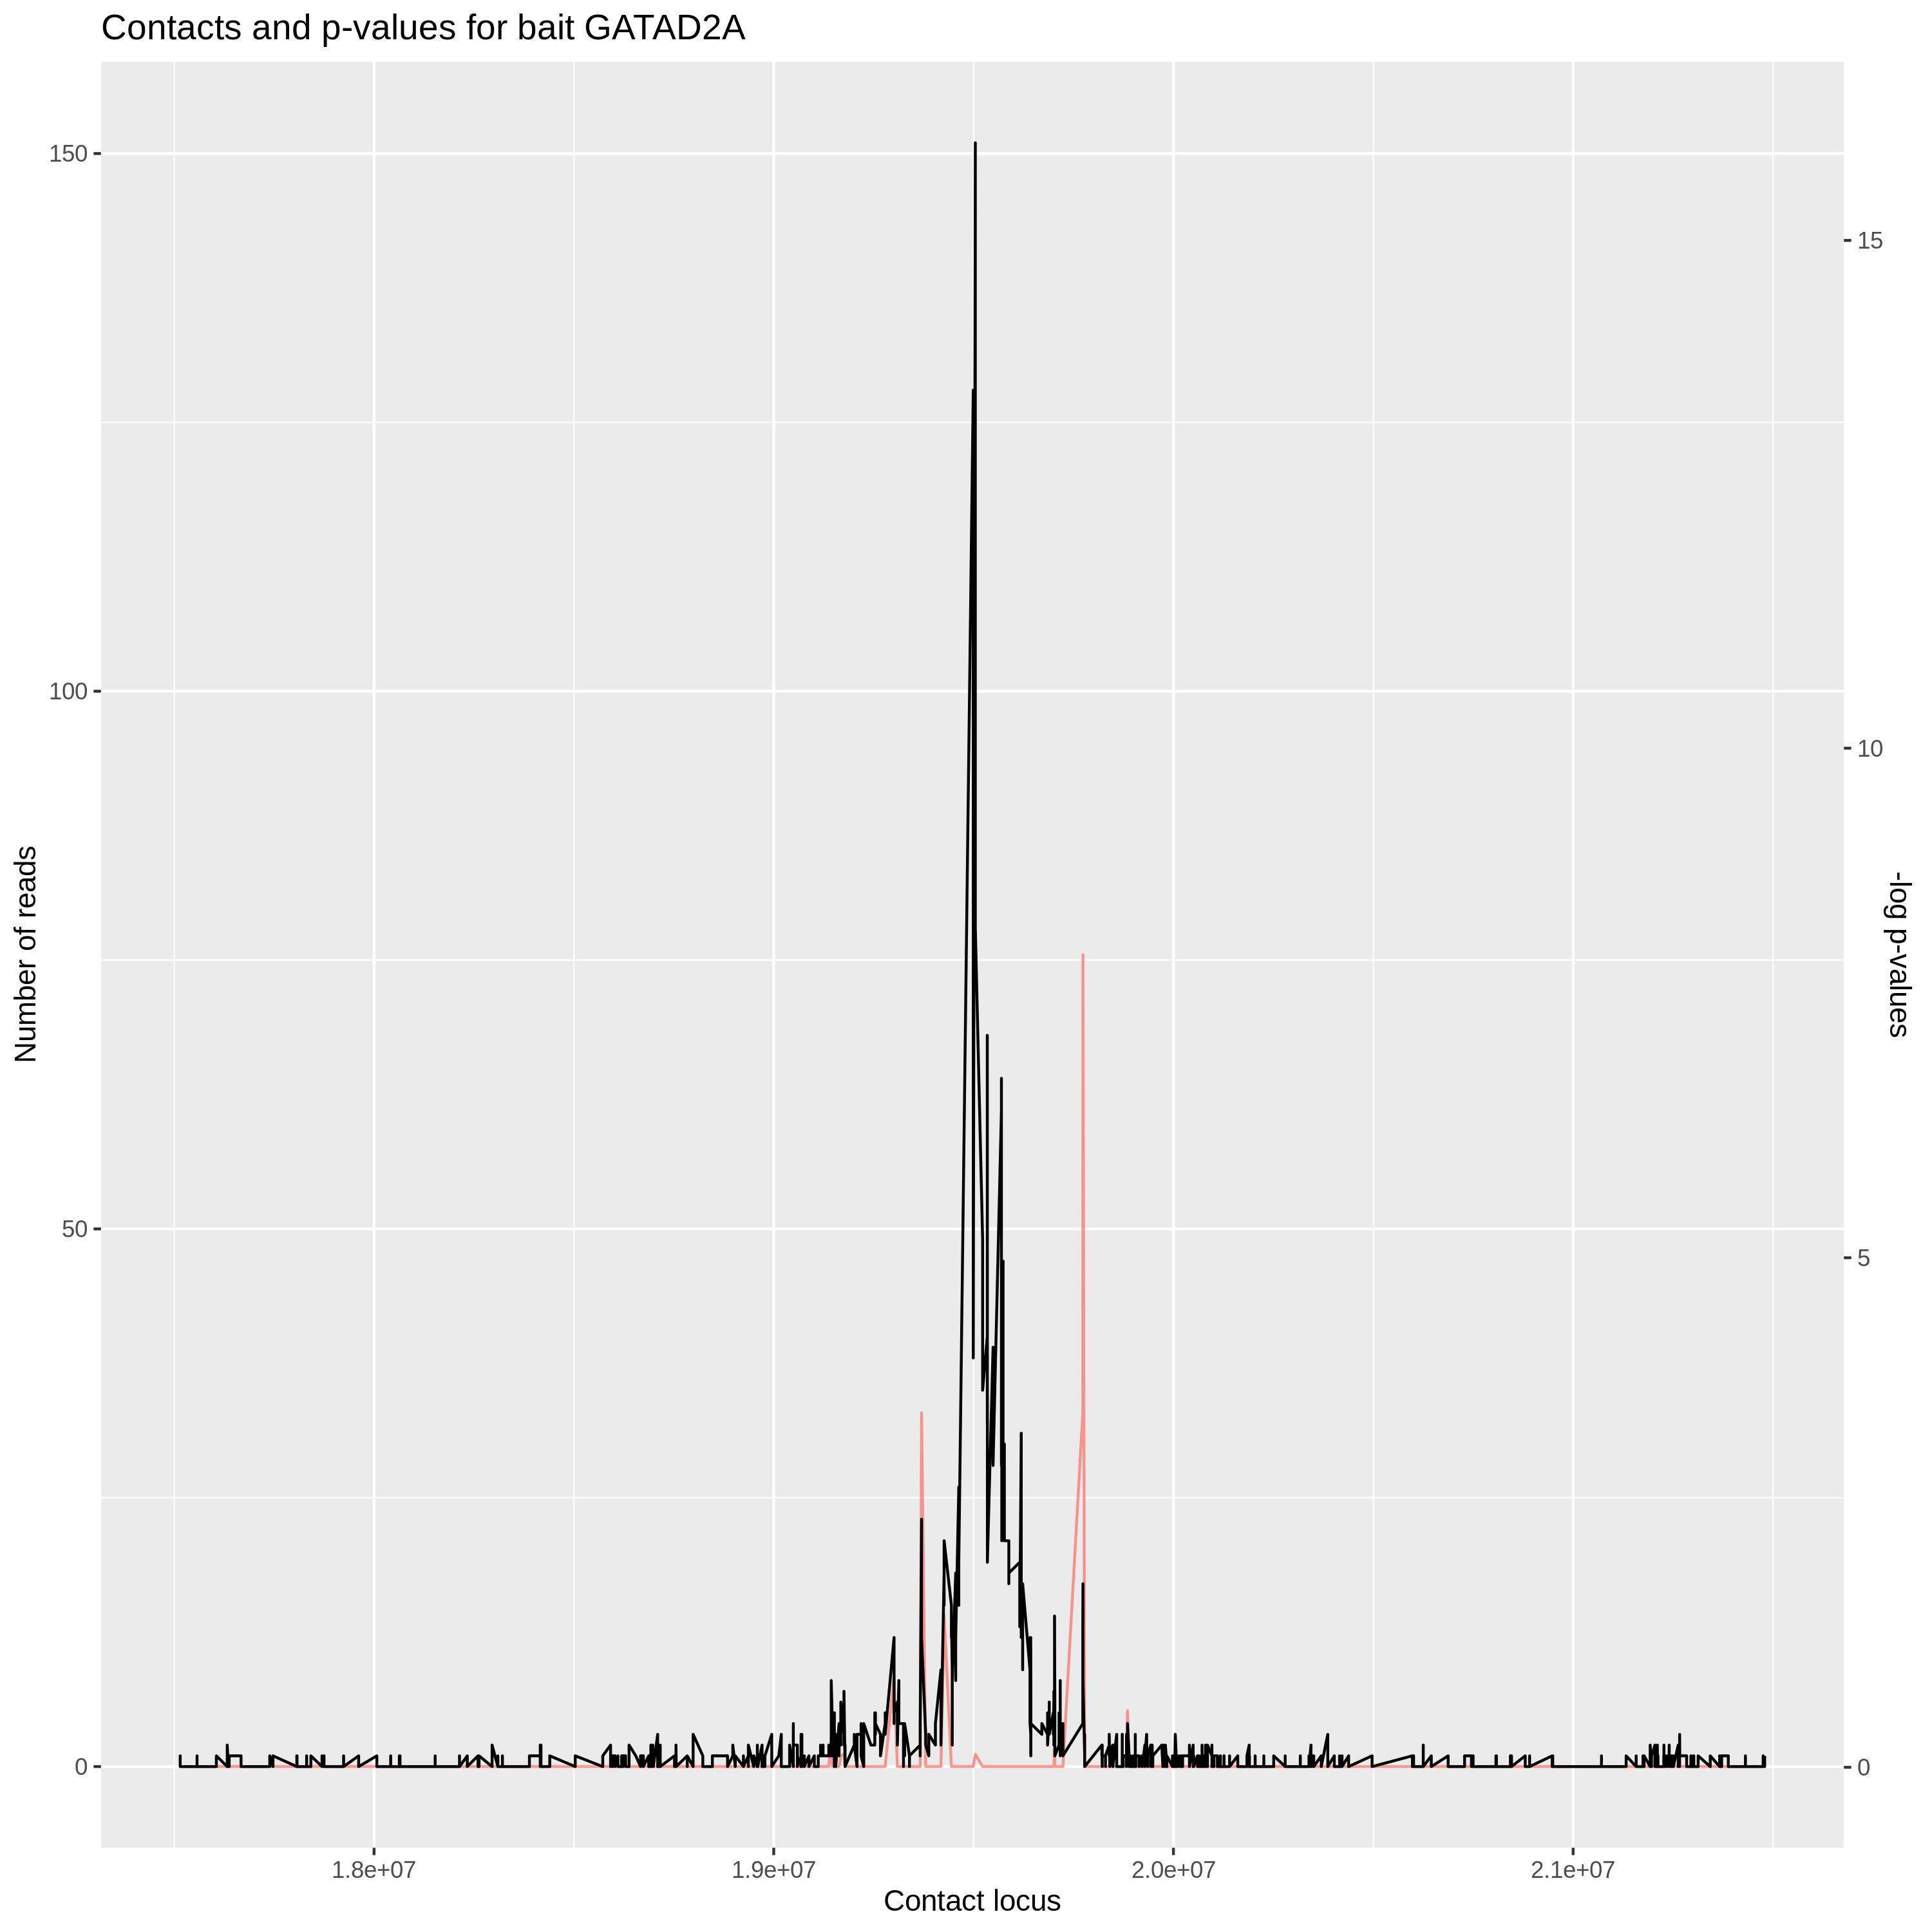 Contacts and p-values for bait GATAD2A
150
100
50
0
Number of reads
15
10
5
0
-log p-values
1.8e+07
1.9e+07
2.0e+07
2.1e+07
Contact locus